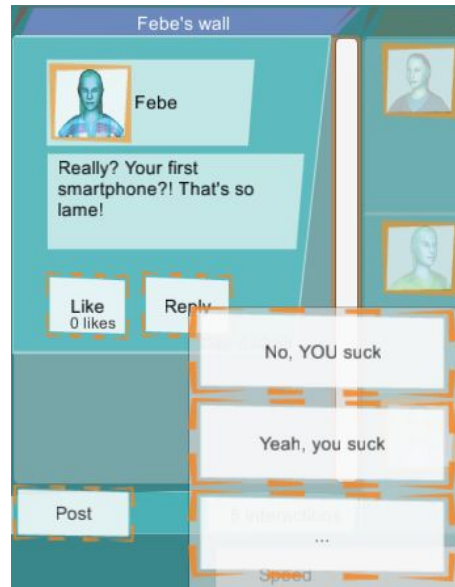 Febe's wall
Febe
Really? Your first
smartphone?! That's so
lame!
Like
0 likes
Reply
No, YOU suck
Yeah, you suck
Post
5 interactions
...
Speed